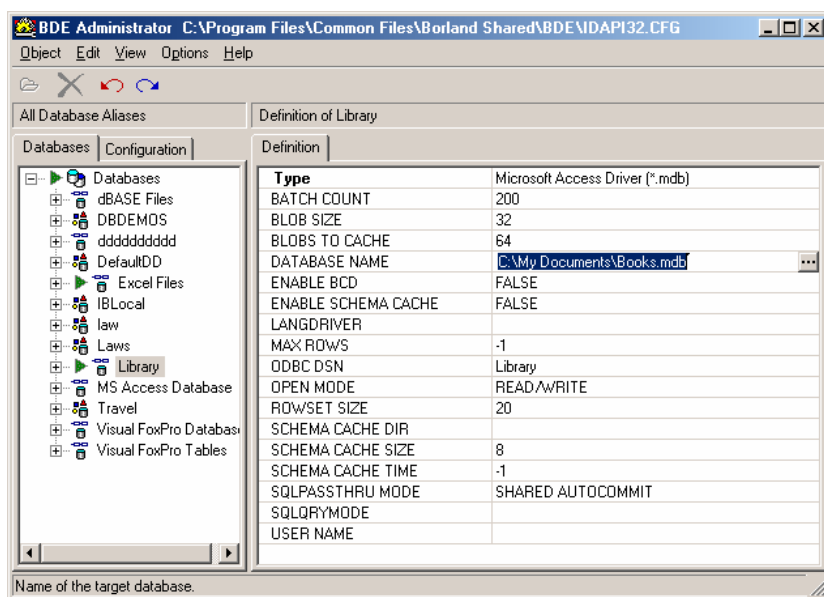 BDE Administrator C:\Program Files\Common Files\Borland Shared\BDE\IDAPI32.CFG
Object Edit View Options Help
All Database Aliases
Definition of Library
Databases Configuration
Definition
Databases
dBASE Files
DBDEMOS
dddddddddd
DefaultDD
Excel Files
IBLocal
law
Laws
Library
MS Access Database
Travel
Visual FoxPro Databas
Visual FoxPro Tables
Type Microsoft Access Driver (*.mdb)
BATCH COUNT 200
BLOB SIZE 32
BLOBS TO CACHE 64
DATABASE NAME C:\My Documents\Books.mdb ...
ENABLE BCD FALSE
ENABLE SCHEMA CACHE FALSE
LANGDRIVER
MAX ROWS -1
ODBC DSN Library
OPEN MODE READ/WRITE
ROWSET SIZE 20
SCHEMA CACHE DIR
SCHEMA CACHE SIZE 8
SCHEMA CACHE TIME -1
SQLPASSTHRU MODE SHARED AUTOCOMMIT
SQLQRYMODE
USER NAME
Name of the target database.